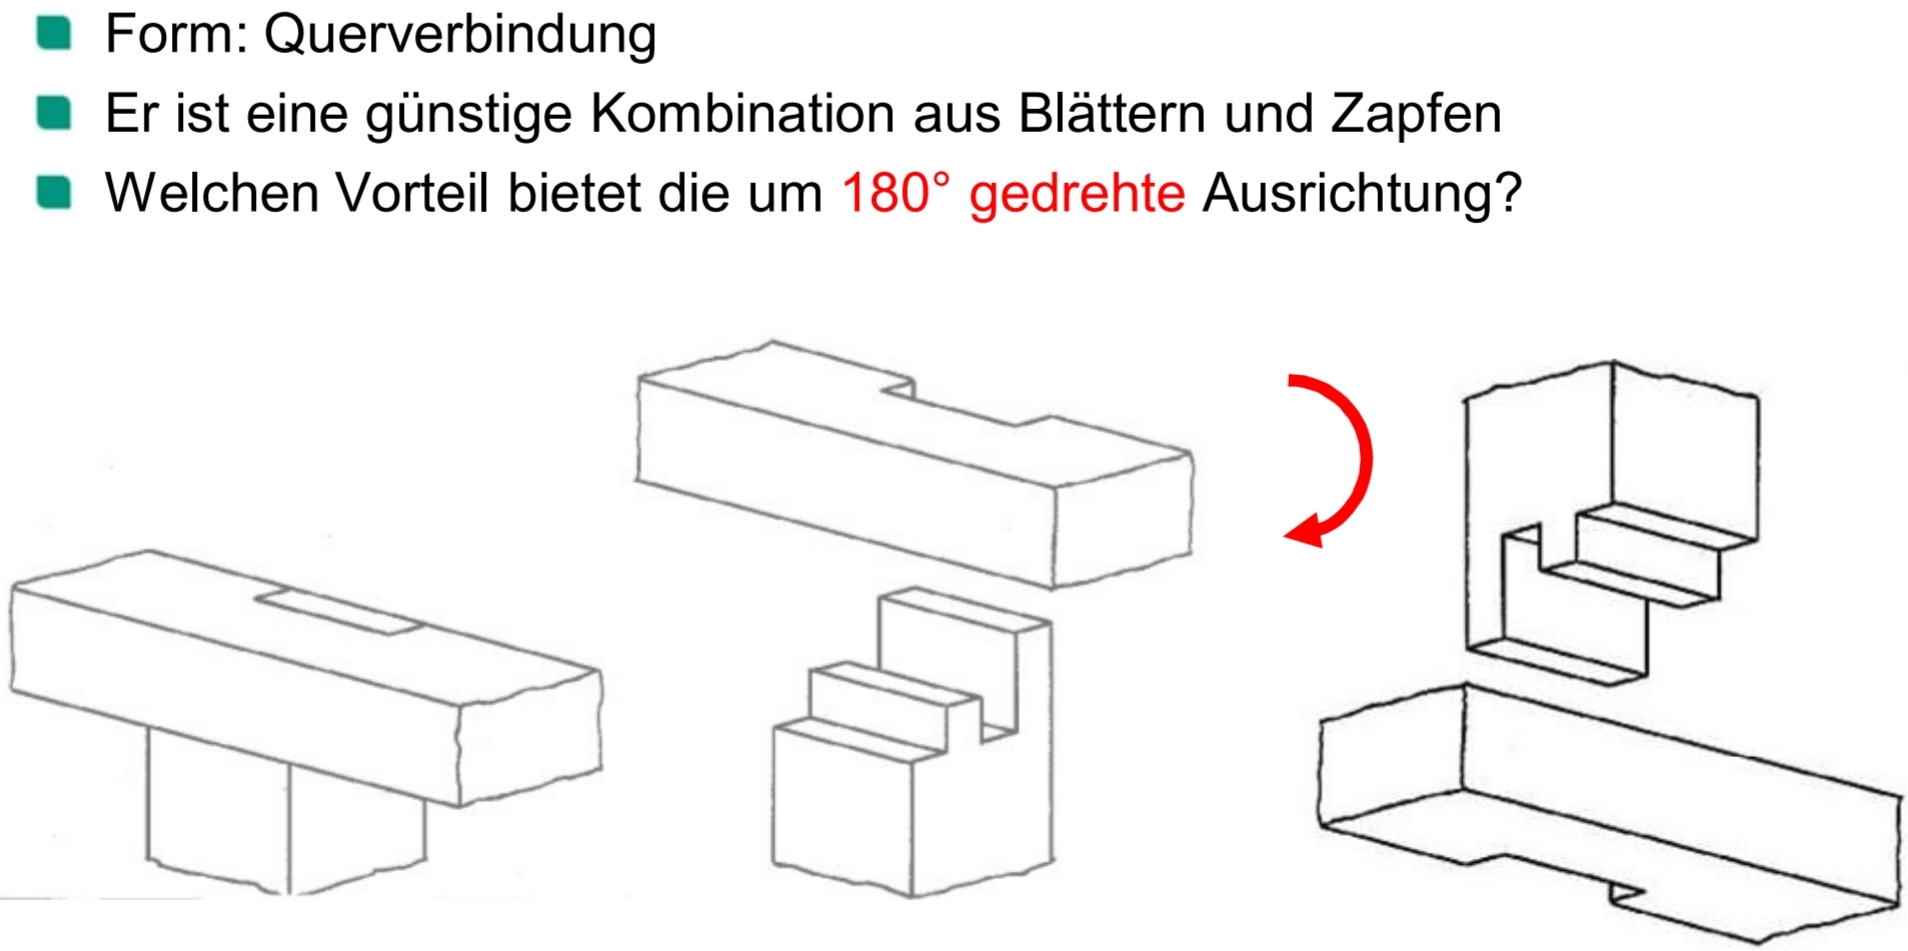 Form: Querverbindung
Er ist eine günstige Kombination aus Blättern und Zapfen
Welchen Vorteil bietet die um 180° gedrehte Ausrichtung?